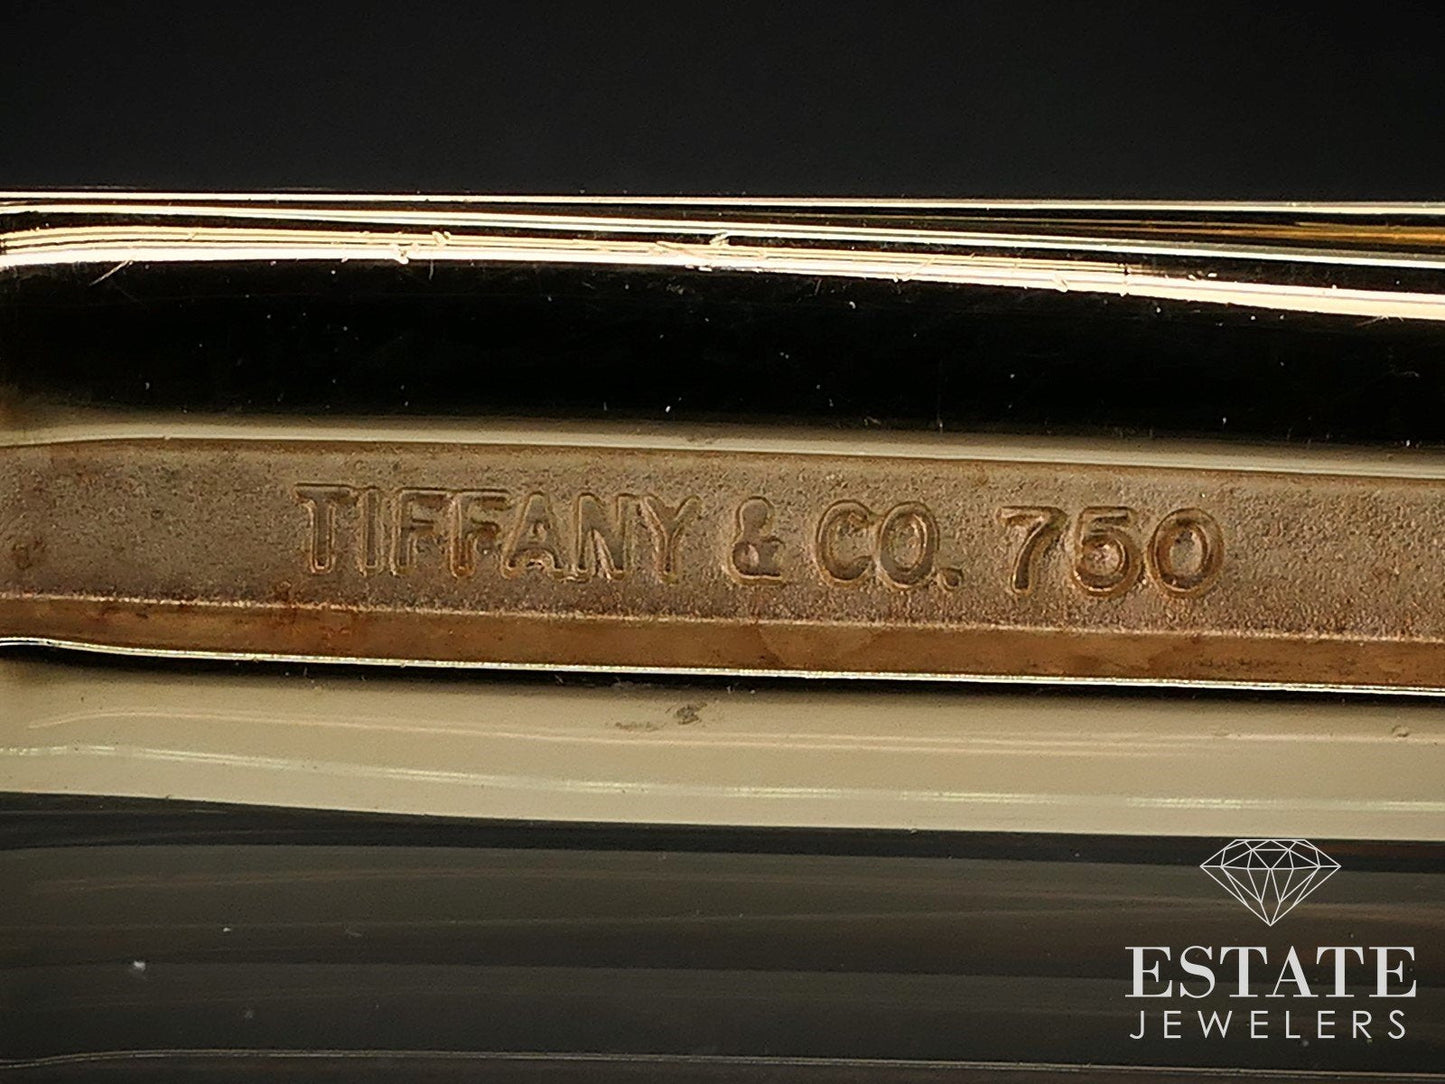 TIFFANY & CO. 750
ESTATE
JEWELERS